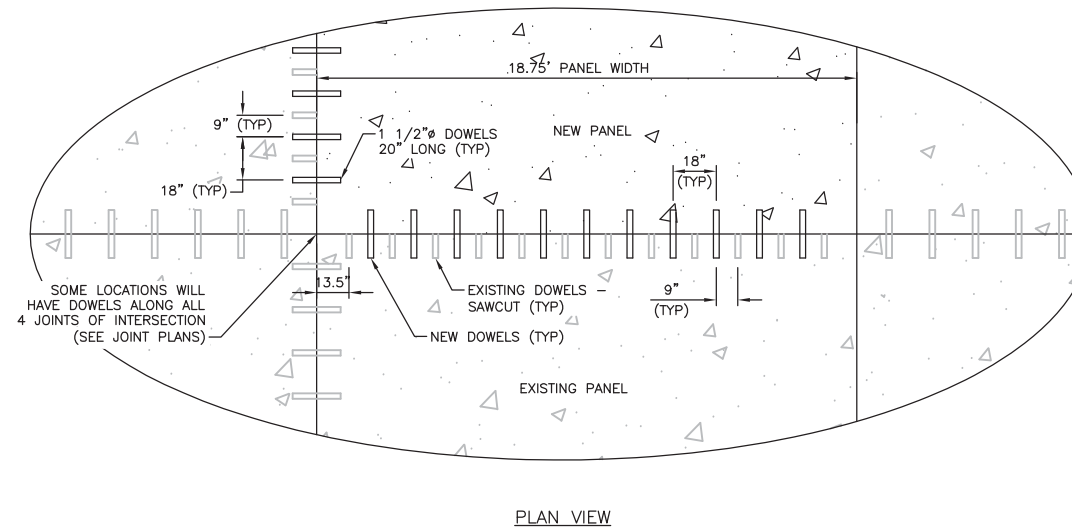 18.75' PANEL WIDTH
9" (TYP)
1 1/2"ø DOWELS
20" LONG (TYP)
NEW PANEL
18"
(TYP)
18" (TYP)
13.5"
SOME LOCATIONS WILL
HAVE DOWELS ALONG ALL
4 JOINTS OF INTERSECTION
(SEE JOINT PLANS)
EXISTING DOWELS –
SAWCUT (TYP)
9"
(TYP)
NEW DOWELS (TYP)
EXISTING PANEL
PLAN VIEW